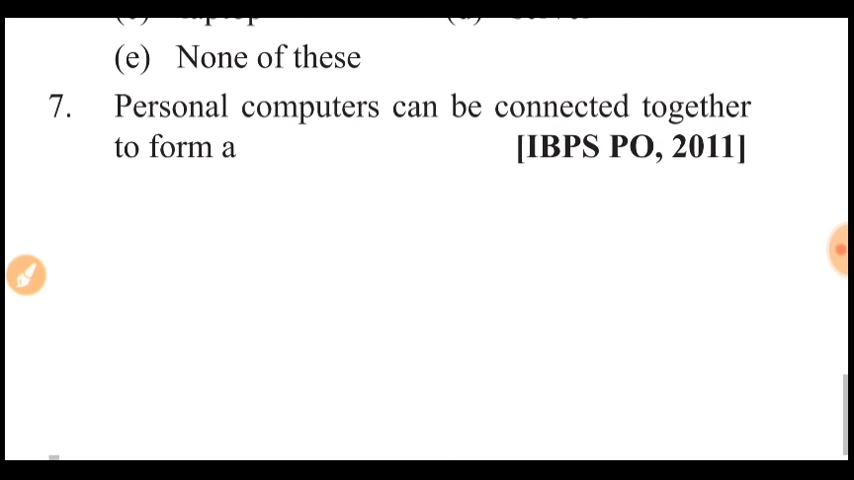 (e) None of these
7. Personal computers can be connected together
to form a [IBPS PO, 2011]